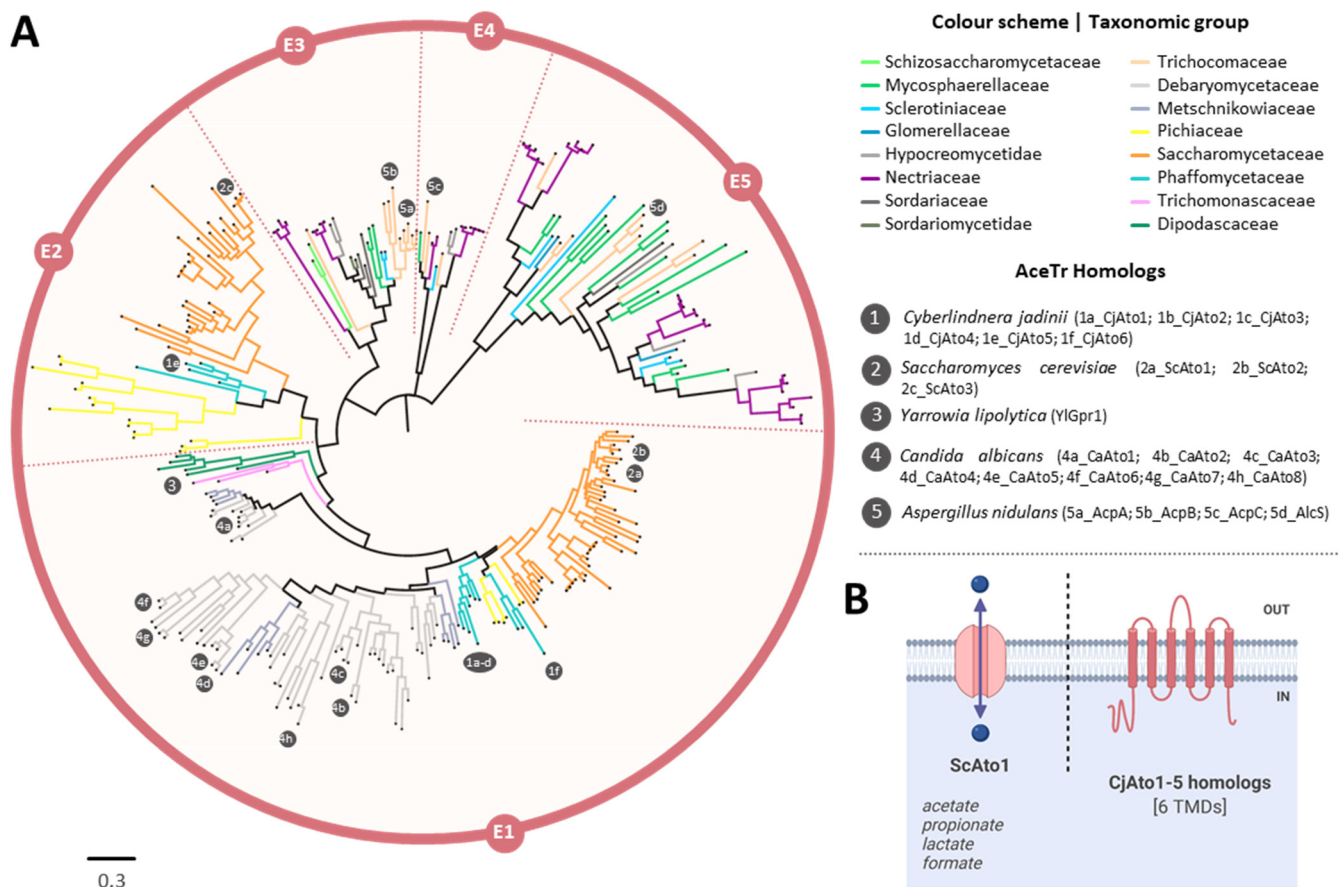 A
E3
E4
E5
E2
E1
2c
5b
5a
5c
5d
1e
3
4a
2b
2a
4f
4g
4e
4d
4c
4b
4h
1a-d
1f
0.3
Colour scheme | Taxonomic group
Schizosaccharomycetaceae
Mycosphaerellaceae
Sclerotiniaceae
Glomerellaceae
Hypocreomycetidae
Nectriaceae
Sordariaceae
Sordariomycetidae
Trichocomaceae
Debaryomycetaceae
Metschnikowiaceae
Pichiaceae
Saccharomycetaceae
Phaffomycetaceae
Trichomonascaceae
Dipodascaceae
AceTr Homologs
1 Cyberlindnera jadinii (1a_CjAto1; 1b_CjAto2; 1c_CjAto3;
1d_CjAto4; 1e_CjAto5; 1f_CjAto6)
2 Saccharomyces cerevisiae (2a_ScAto1; 2b_ScAto2;
2c_ScAto3)
3 Yarrowia lipolytica (YlGpr1)
4 Candida albicans (4a_CaAto1; 4b_CaAto2; 4c_CaAto3;
4d_CaAto4; 4e_CaAto5; 4f_CaAto6; 4g_CaAto7; 4h_CaAto8)
5 Aspergillus nidulans (5a_AcpA; 5b_AcpB; 5c_AcpC; 5d_AlcS)
B
OUT
IN
ScAto1
acetate
propionate
lactate
formate
CjAto1-5 homologs
[6 TMDs]